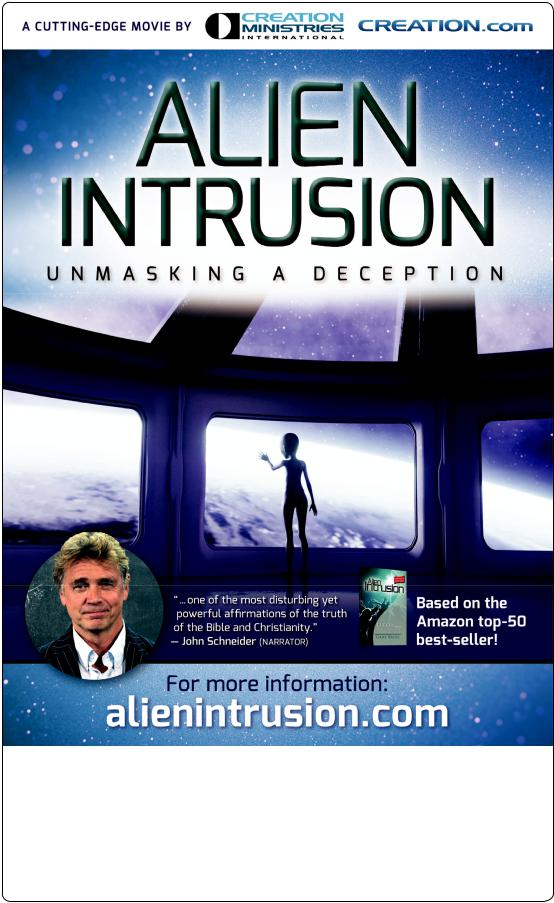 A CUTTING-EDGE MOVIE BY
CREATION
MINISTRIES
INTERNATIONAL
CREATION.com
ALIEN
INTRUSION
UNMASKING A DECEPTION
"...one of the most disturbing yet
powerful affirmations of the truth
of the Bible and Christianity."
— John Schneider (NARRATOR)
Alien
intrusion
Based on the
Amazon top-50
best-seller!
For more information:
alienintrusion.com